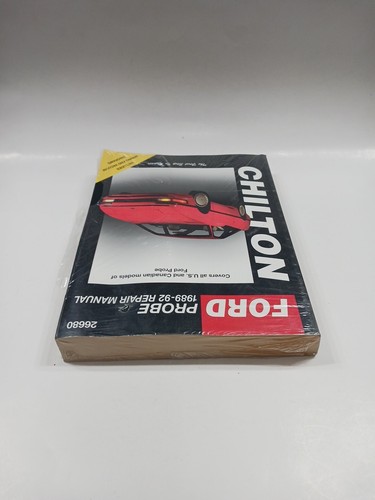 CHILTON
Covers all U.S. and Canadian models of
Ford Probe
FORD
PROBE
1989-92 REPAIR MANUAL
26680